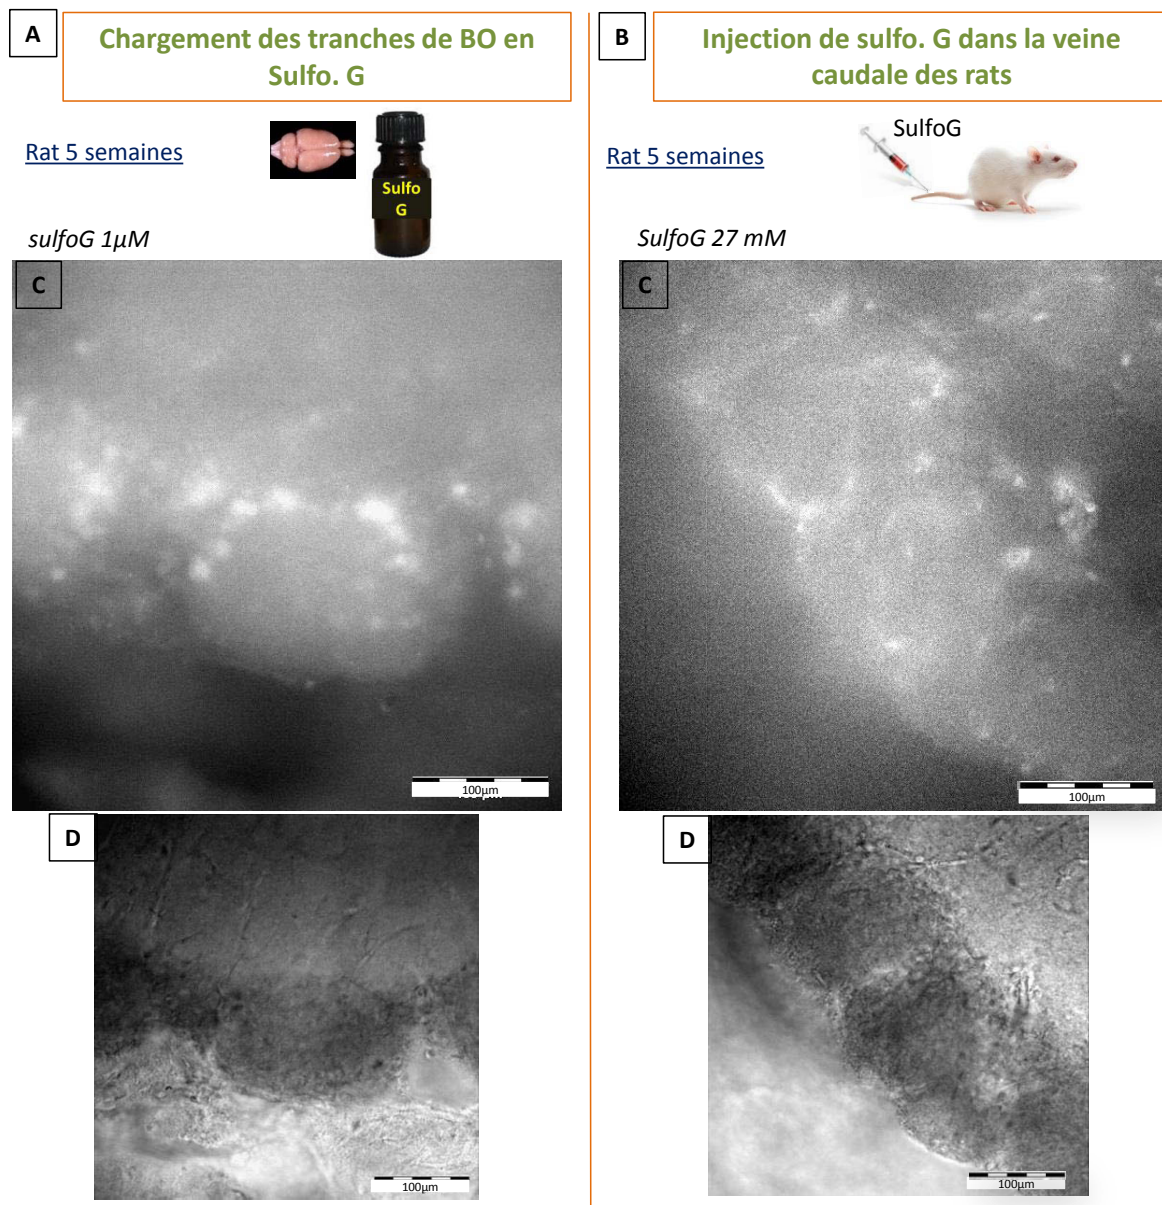 A
Chargement des tranches de BO en
Sulfo. G
Rat 5 semaines
Sulfo
G
sulfoG 1µM
C
100µm
D
100µm
B
Injection de sulfo. G dans la veine
caudale des rats
Rat 5 semaines
SulfoG
SulfoG 27 mM
C
100µm
D
100µm